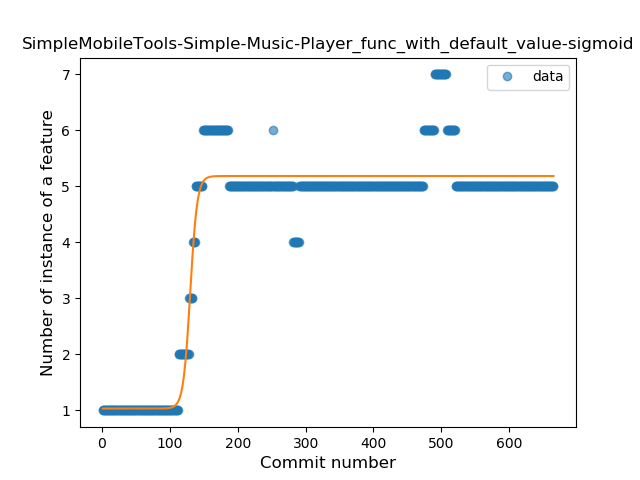 SimpleMobileTools-Simple-Music-Player_func_with_default_value-sigmoid
data
Number of instance of a feature
7
6
5
4
3
2
1
0 100 200 300 400 500 600
Commit number